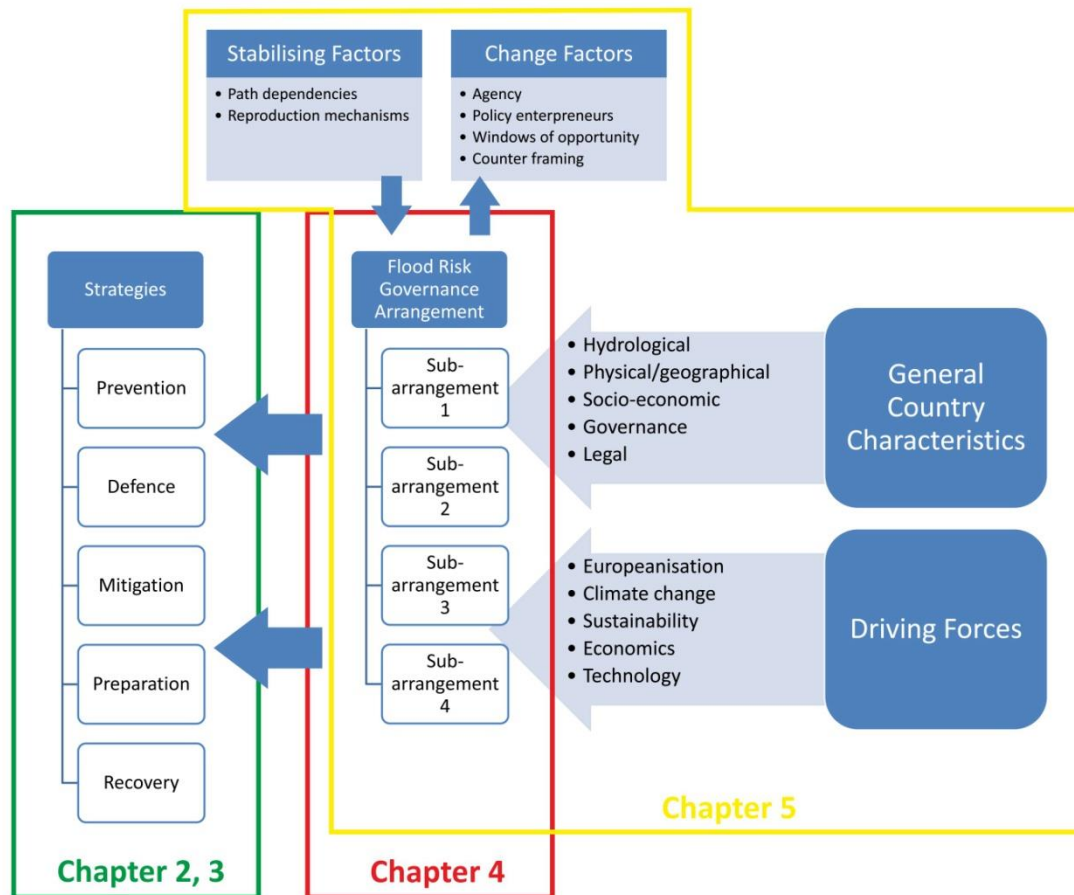 Stabilising Factors
• Path dependencies
• Reproduction mechanisms
Change Factors
• Agency
• Policy enterpreneurs
• Windows of opportunity
• Counter framing
Strategies
Prevention
Defence
Mitigation
Preparation
Recovery
Flood Risk
Governance
Arrangement
Sub-
arrangement
1
Sub-
arrangement
2
Sub-
arrangement
3
Sub-
arrangement
4
• Hydrological
• Physical/geographical
• Socio-economic
• Governance
• Legal
General
Country
Characteristics
• Europeanisation
• Climate change
• Sustainability
• Economics
• Technology
Driving Forces
Chapter 5
Chapter 2, 3
Chapter 4